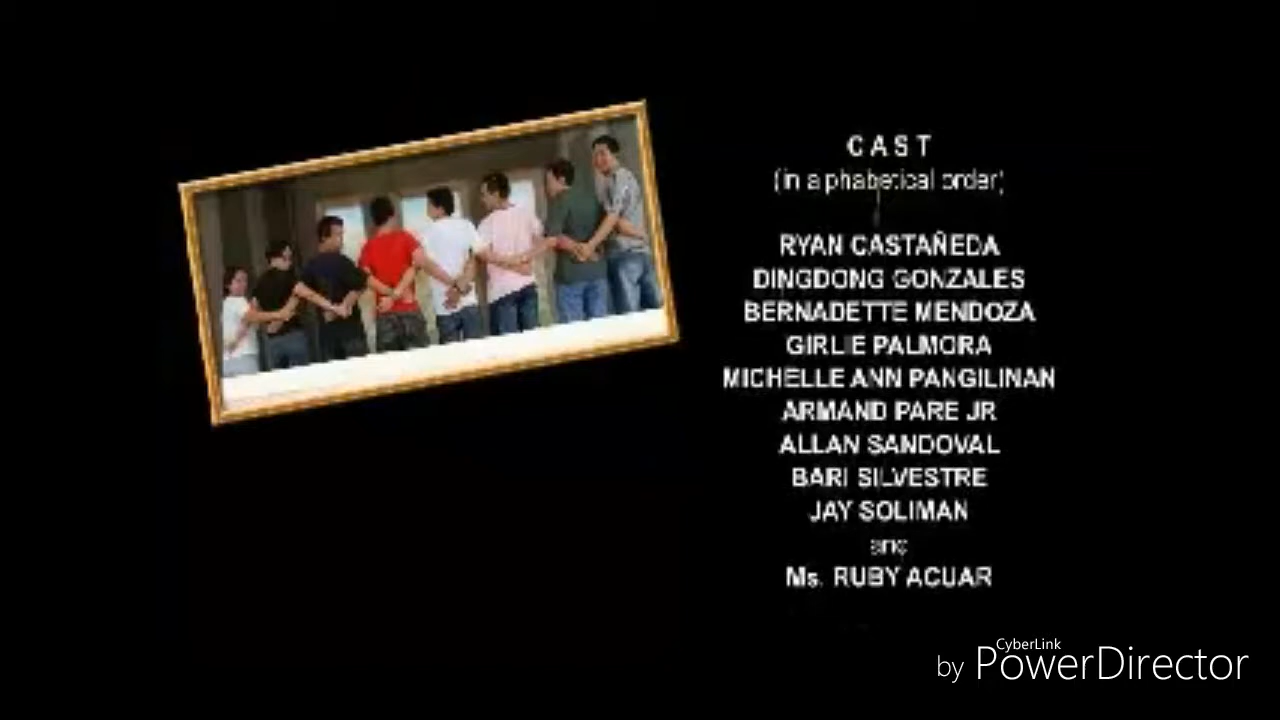 CAST
(in alphabetical order)
RYAN CASTAÑEDA
DINGDONG GONZALES
BERNADETTE MENDOZA
GIRLIE PALMORA
MICHELLE ANN PANGILINAN
ARMAND PARE JR
ALLAN SANDOVAL
BARI SILVESTRE
JAY SOLIMAN
and
Ms. RUBY ACUAR
by CyberLink PowerDirector